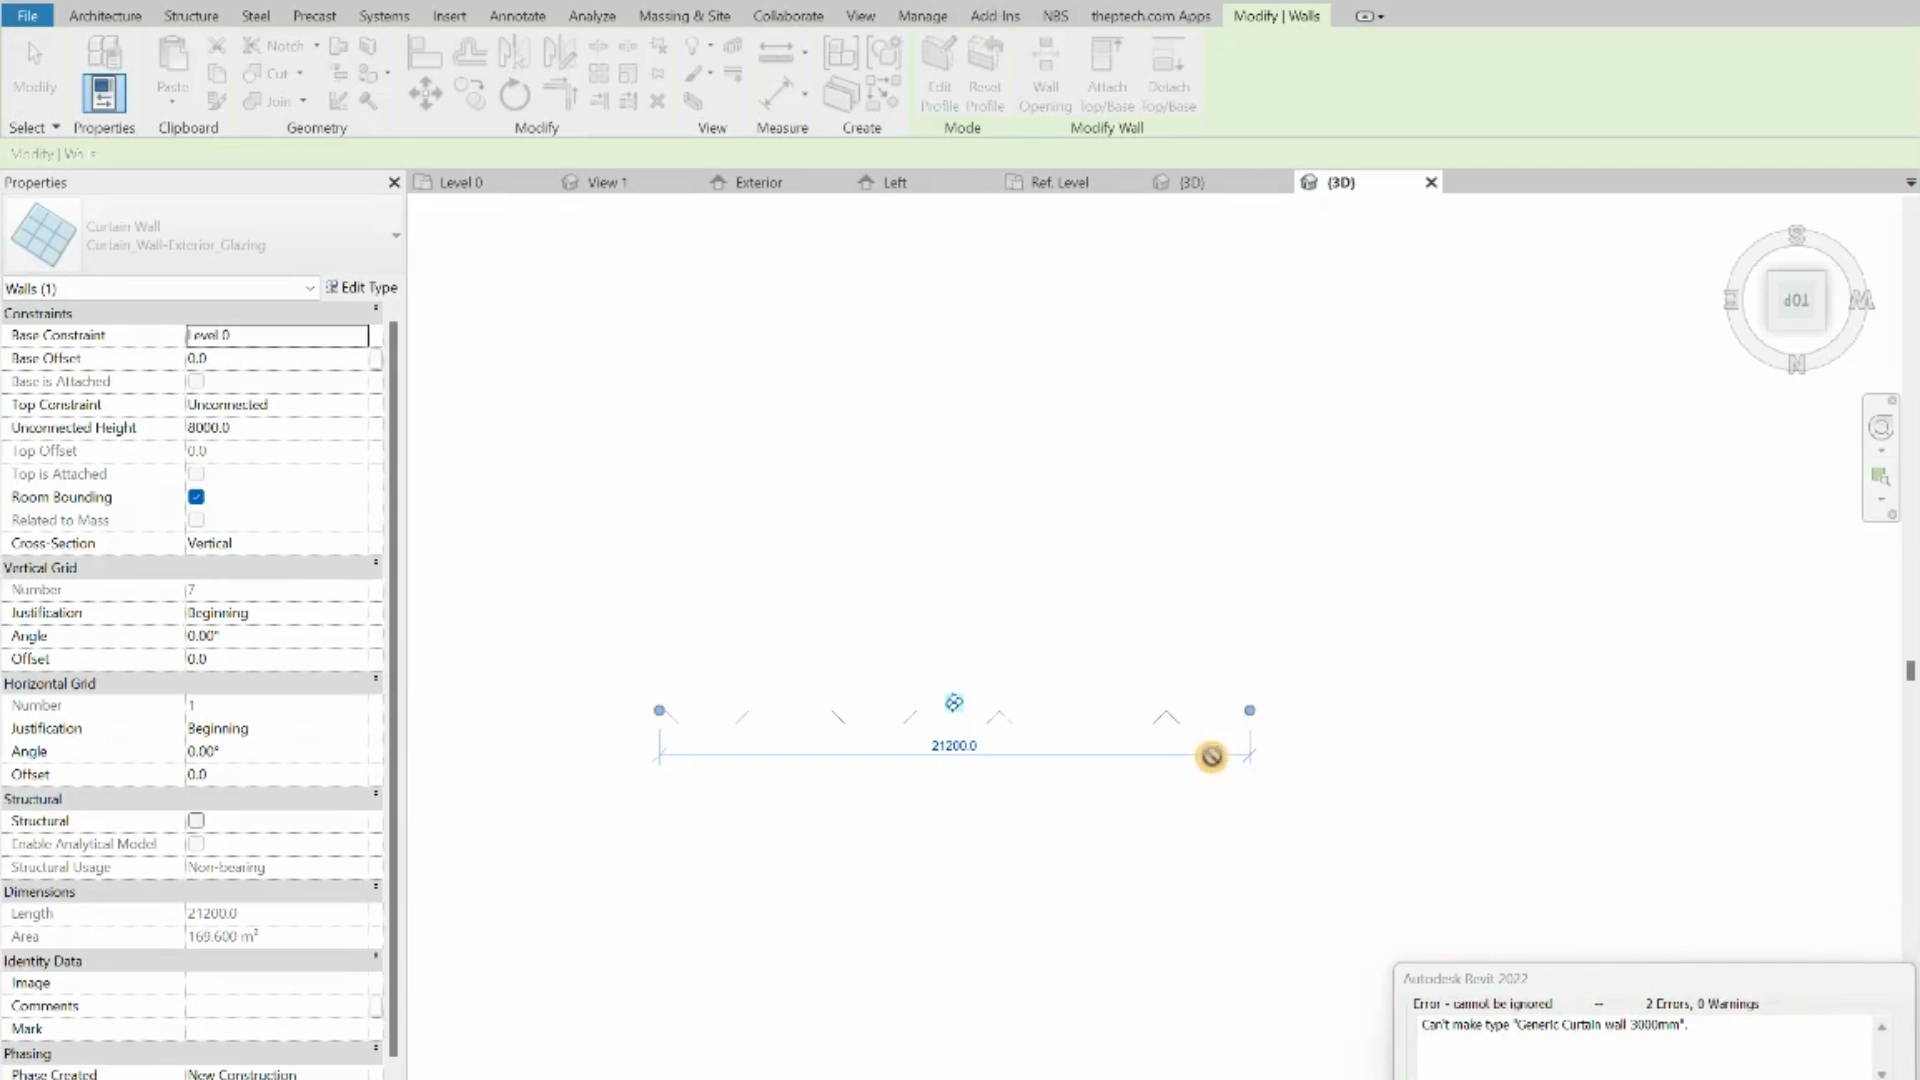 File Architecture Structure Steel Precast Systems Insert Annotate Analyze Massing & Site Collaborate View Manage Add-Ins NBS theptech.com Apps Modify | Walls
Notch
Cut
Join
Modify
Paste
Edit Profile
Reset Profile
Wall Opening
Attach Top/Base
Detach Top/Base
Select Properties Clipboard Geometry Modify View Measure Create Mode Modify Wall
Modify | Walls
Properties
Level 0 View 1 Exterior Left Ref. Level {3D} {3D}
Curtain Wall
Curtain_Wall-Exterior_Glazing
Walls (1) Edit Type
Constraints
Base Constraint Level 0
Base Offset 0.0
Base is Attached
Top Constraint Unconnected
Unconnected Height 8000.0
Top Offset 0.0
Top is Attached
Room Bounding
Related to Mass
Cross-Section Vertical
Vertical Grid
Number 7
Justification Beginning
Angle 0.00°
Offset 0.0
Horizontal Grid
Number 1
Justification Beginning
Angle 0.00°
Offset 0.0
Structural
Structural
Enable Analytical Model
Structural Usage Non-bearing
Dimensions
Length 21200.0
Area 169.600 m²
Identity Data
Image
Comments
Mark
Phasing
Phase Created New Construction
S
E TOP W
N
21200.0
Autodesk Revit 2022
Error - cannot be ignored -- 2 Errors, 0 Warnings
Can't make type "Generic Curtain wall 3000mm".